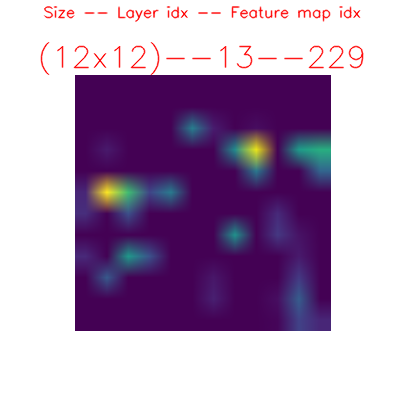 Size -- Layer idx -- Feature map idx
(12x12)--13--229